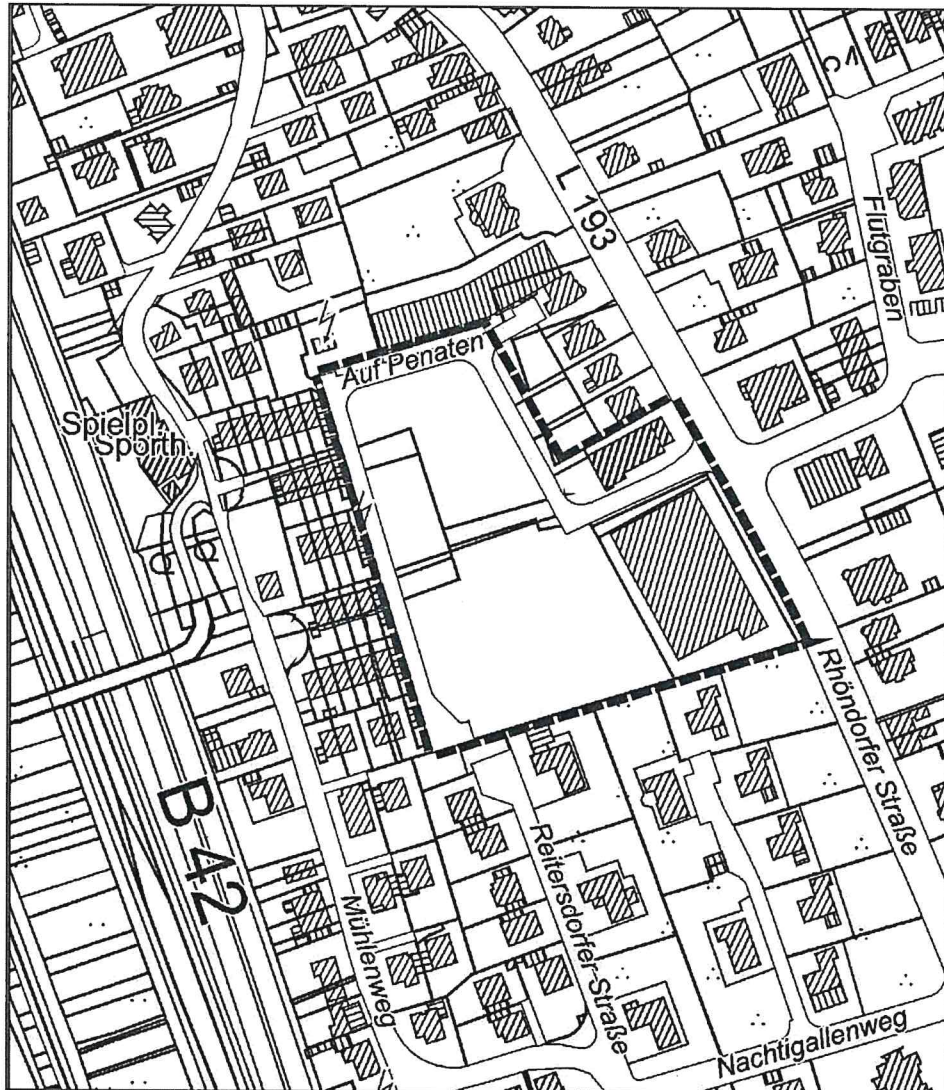 L 193
Flutgraben
Auf Penaten
Spielpl.
Sporth.
Rhöndorfer Straße
B 42
Reitersdorfer Straße
Mühlenweg
Nachtigallenweg